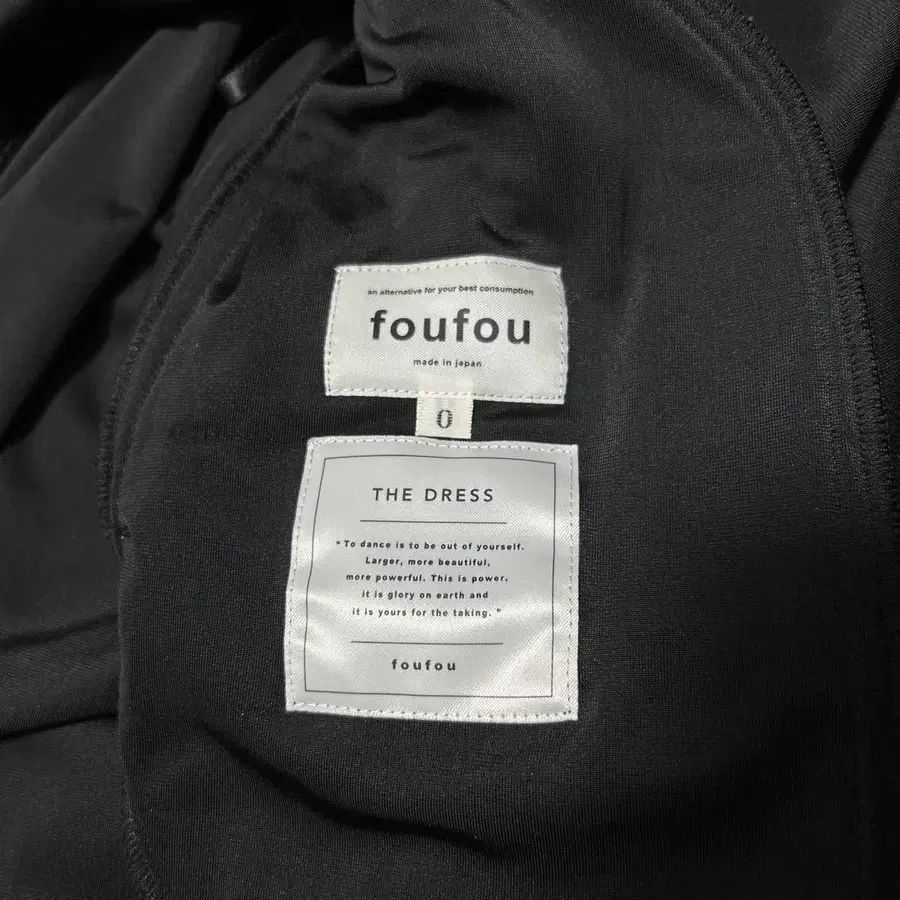 an alternative for your best consumption
foufou
made in japan
0
THE DRESS
"To dance is to be out of yourself.
Larger, more beautiful,
more powerful. This is power,
it is glory on earth and
it is yours for the taking. "
foufou